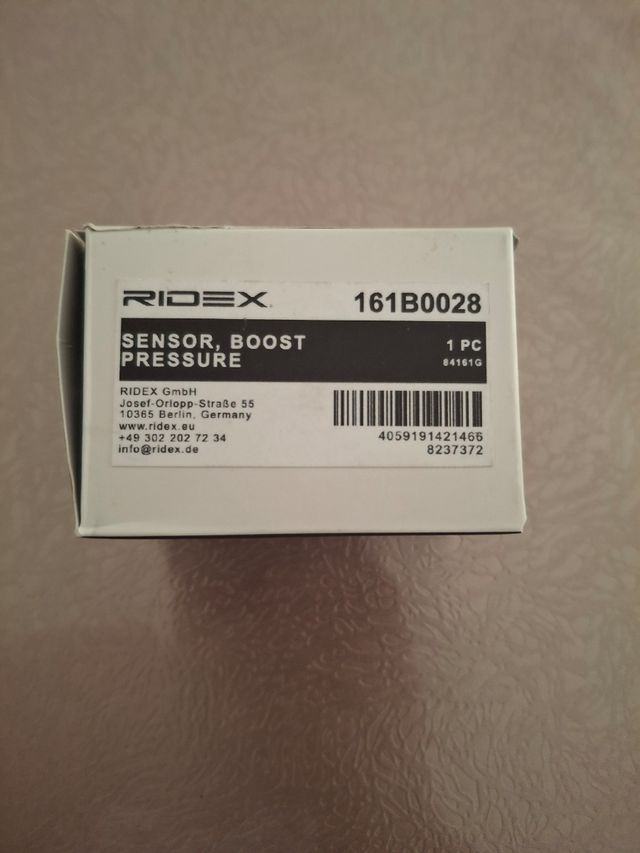 RIDEX 161B0028
SENSOR, BOOST
PRESSURE
1 PC
84161G
RIDEX GmbH
Josef-Orlopp-Straße 55
10365 Berlin, Germany
www.ridex.eu
+49 302 202 72 34
info@ridex.de
4059191421466
8237372